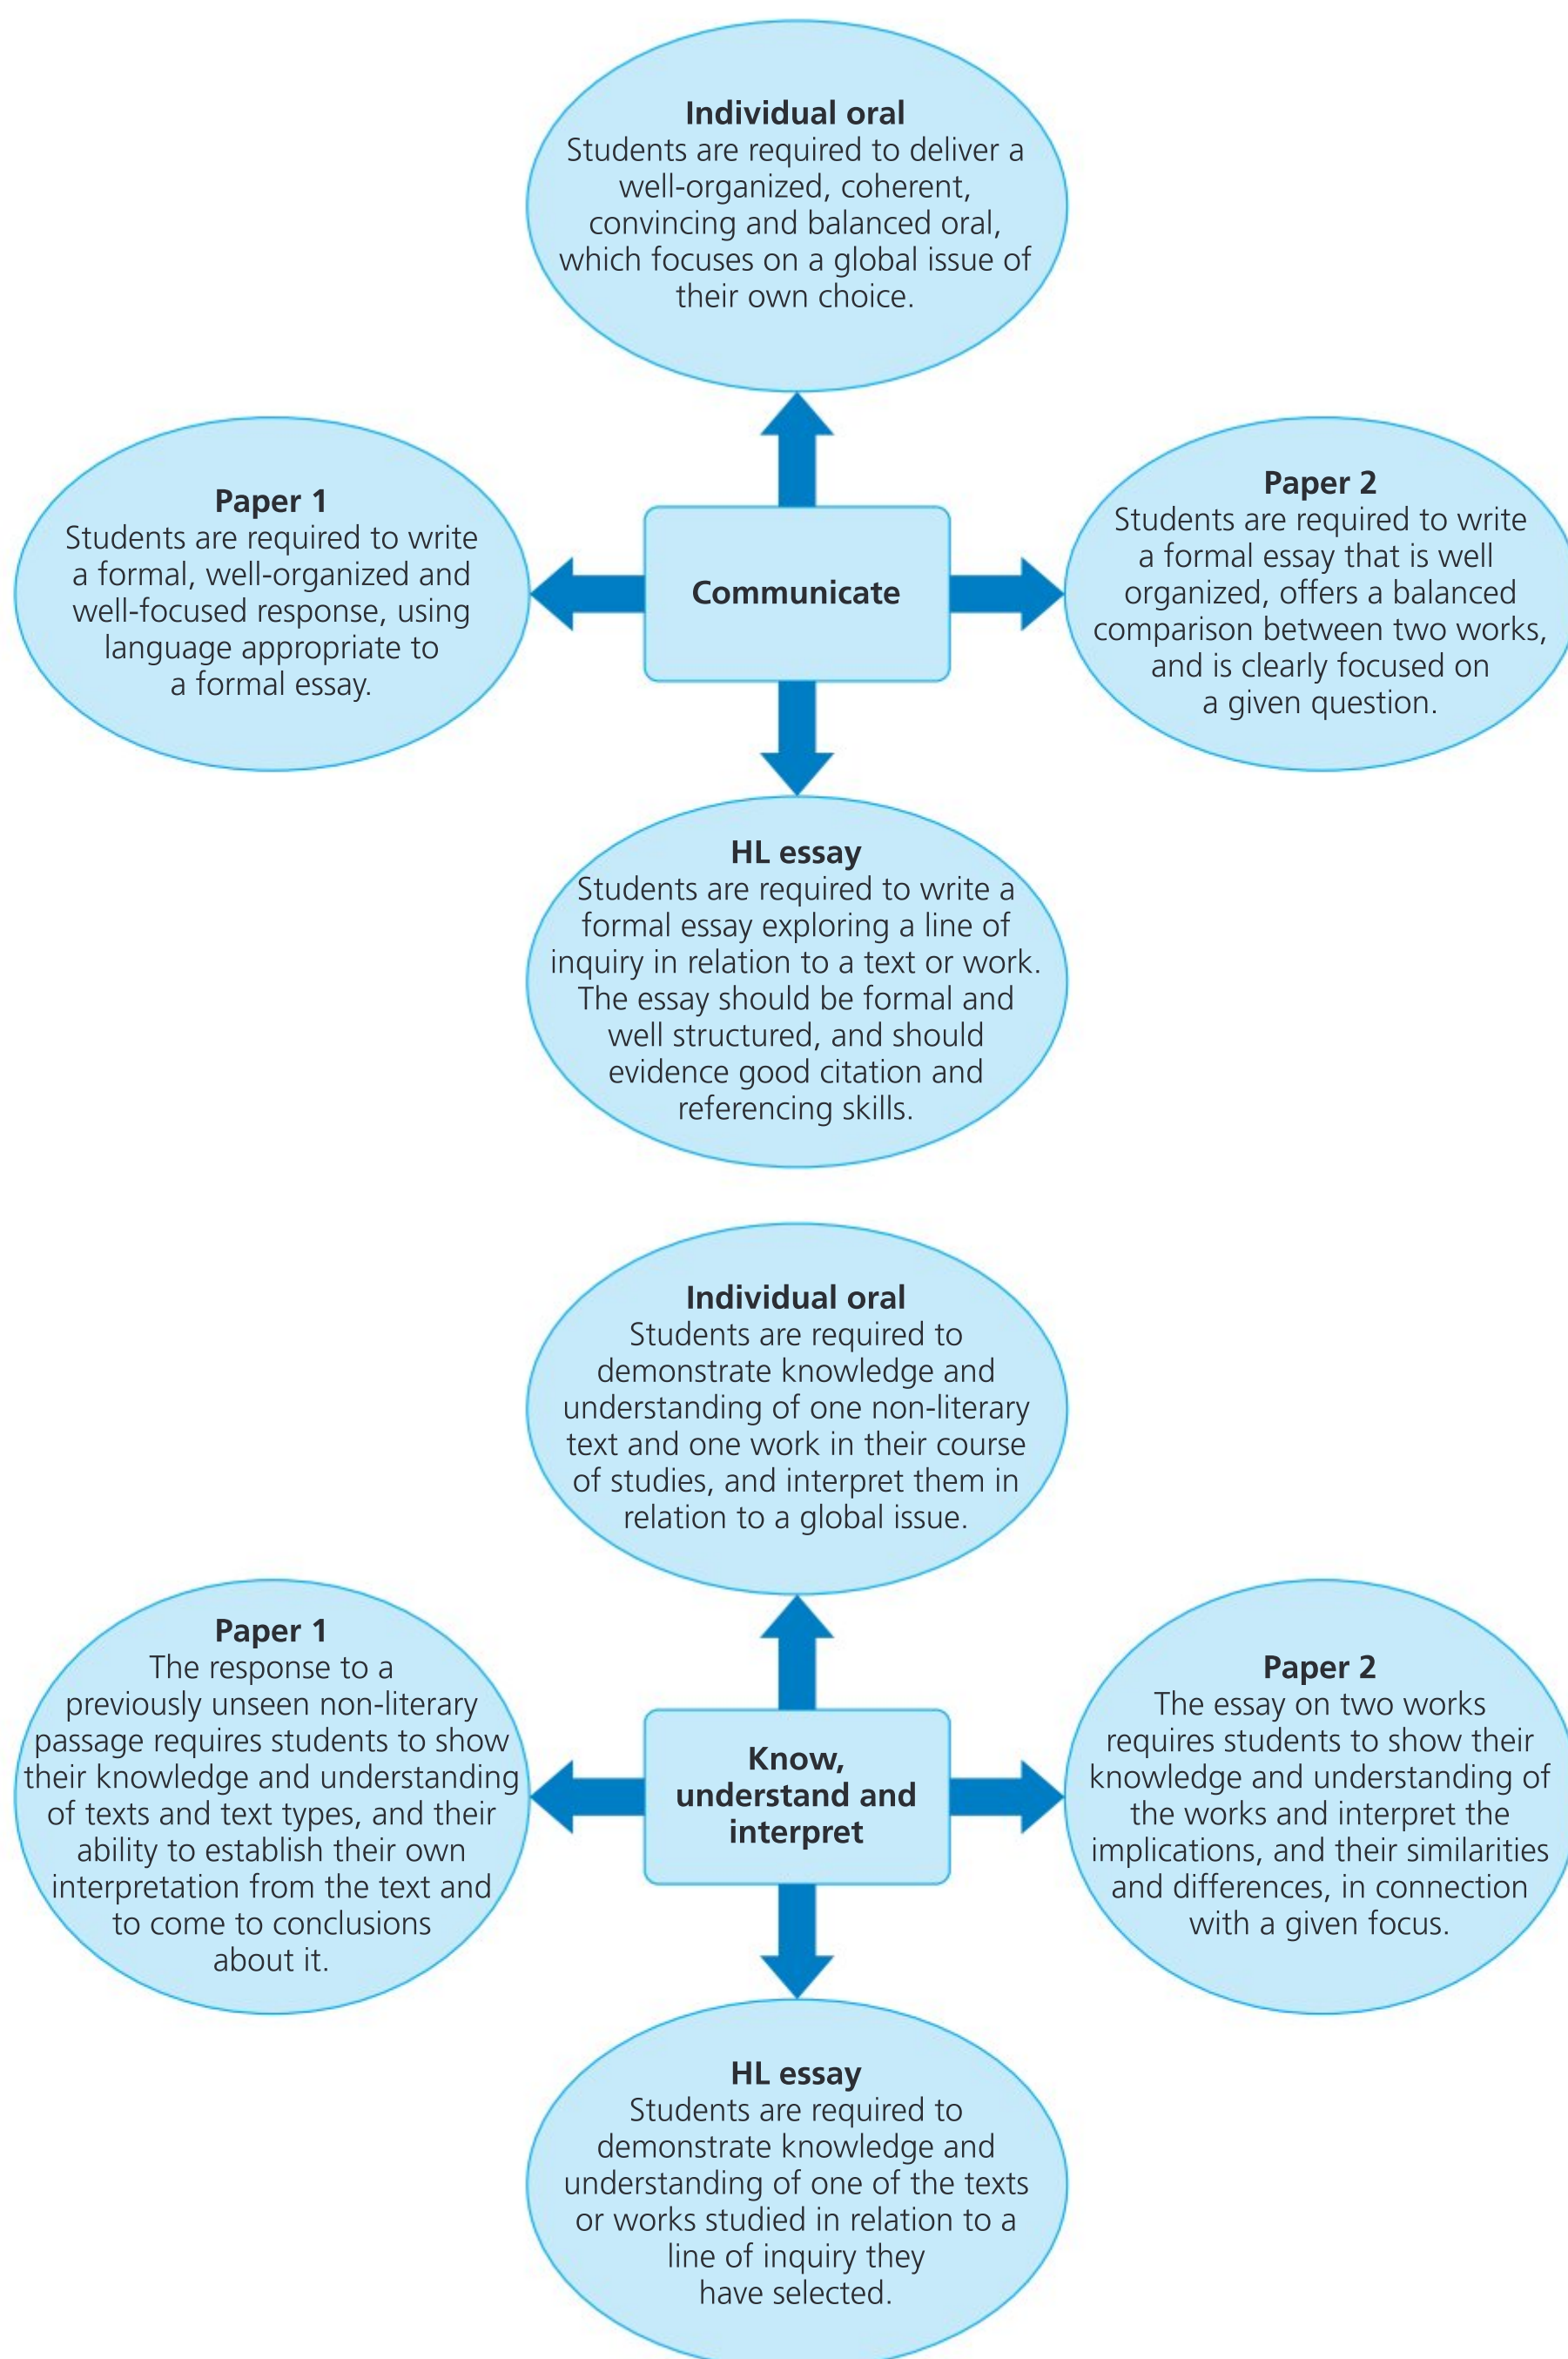 Individual oral
Students are required to deliver a
well-organized, coherent,
convincing and balanced oral,
which focuses on a global issue of
their own choice.
Paper 1
Students are required to write
a formal, well-organized and
well-focused response, using
language appropriate to
a formal essay.
Communicate
Paper 2
Students are required to write
a formal essay that is well
organized, offers a balanced
comparison between two works,
and is clearly focused on
a given question.
HL essay
Students are required to write a
formal essay exploring a line of
inquiry in relation to a text or work.
The essay should be formal and
well structured, and should
evidence good citation and
referencing skills.
Individual oral
Students are required to
demonstrate knowledge and
understanding of one non-literary
text and one work in their course
of studies, and interpret them in
relation to a global issue.
Paper 1
The response to a
previously unseen non-literary
passage requires students to show
their knowledge and understanding
of texts and text types, and their
ability to establish their own
interpretation from the text and
to come to conclusions
about it.
Know,
understand and
interpret
Paper 2
The essay on two works
requires students to show their
knowledge and understanding of
the works and interpret the
implications, and their similarities
and differences, in connection
with a given focus.
HL essay
Students are required to
demonstrate knowledge and
understanding of one of the texts
or works studied in relation to a
line of inquiry they
have selected.